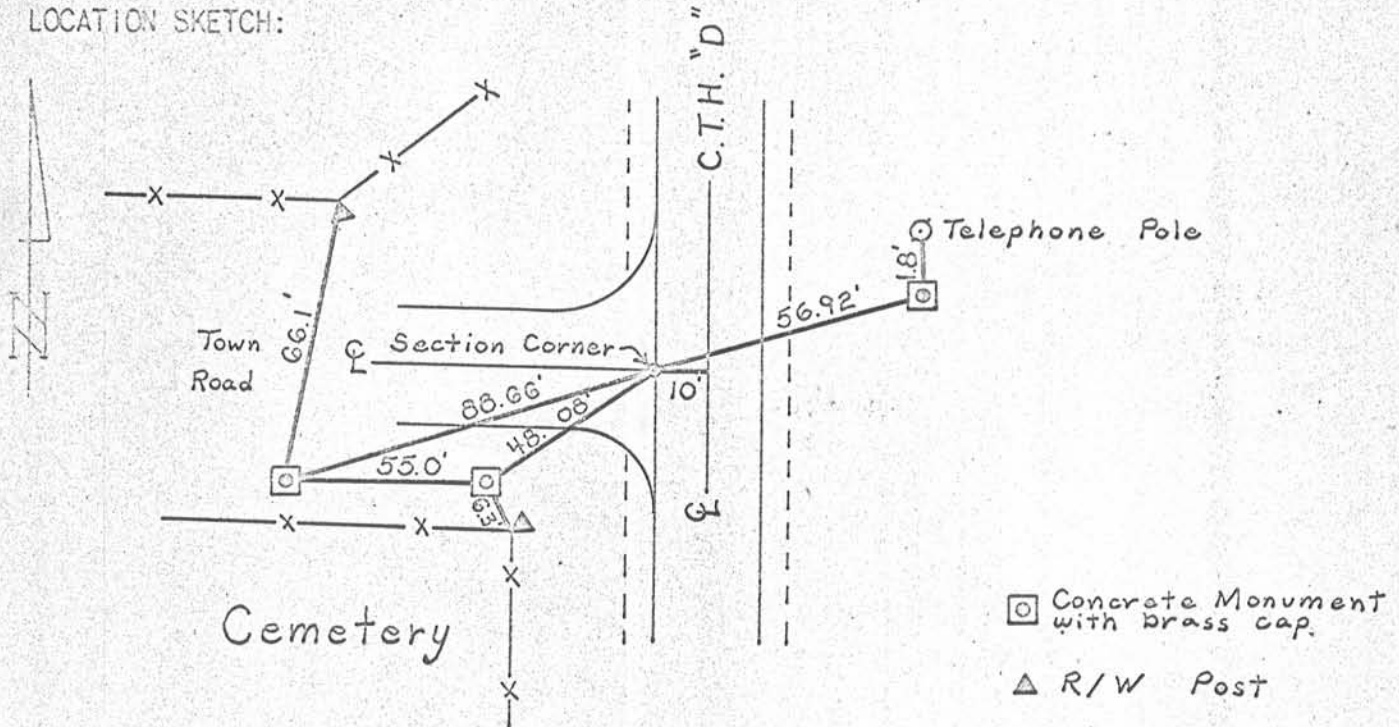 LOCATION SKETCH:
C.T.H. "D"
N
Telephone Pole
1.8'
56.92'
66.1'
Town
Road
℄ Section Corner
10'
88.66'
48.08'
55.0'
℄
6.3'
Cemetery
Concrete Monument
with brass cap.
R/W Post